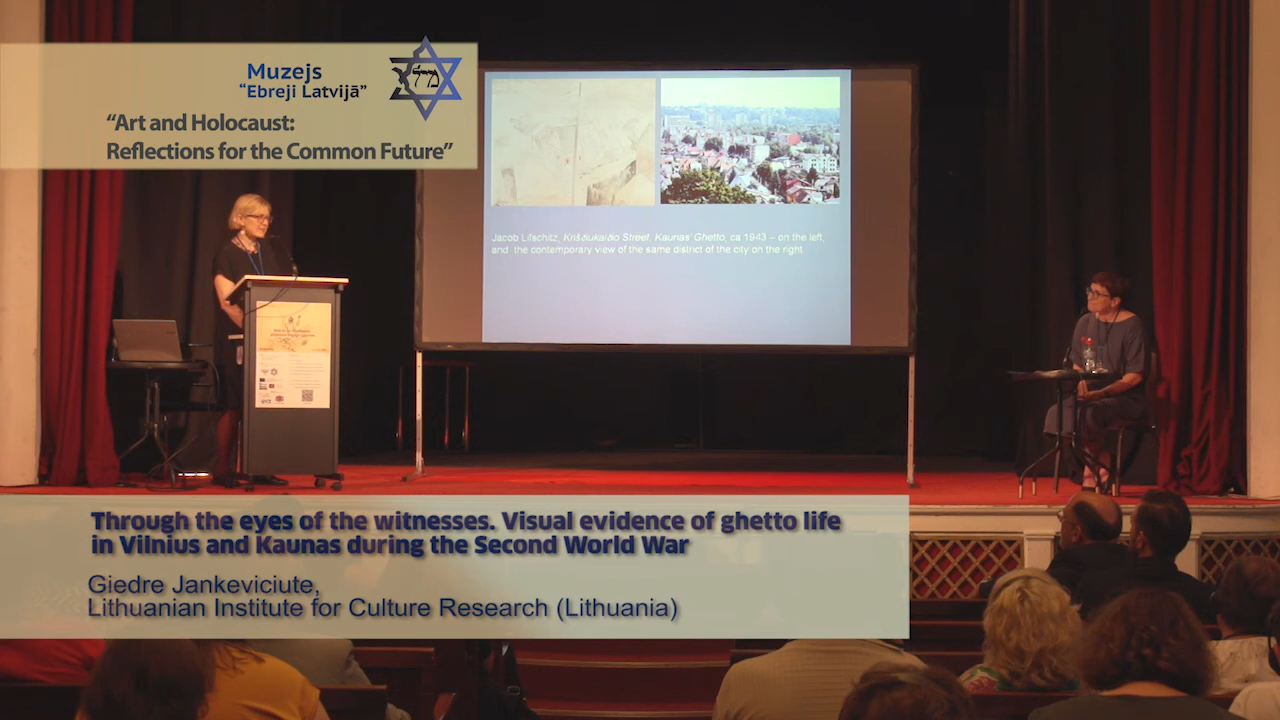 Muzejs
“Ebreji Latvijā”
“Art and Holocaust:
Reflections for the Common Future”
Jacob Lifschitz, Kriščiukaičio Street, Kaunas' Ghetto, ca 1943 – on the left,
and the contemporary view of the same district of the city on the right
Through the eyes of the witnesses. Visual evidence of ghetto life
in Vilnius and Kaunas during the Second World War
Giedre Jankeviciute,
Lithuanian Institute for Culture Research (Lithuania)